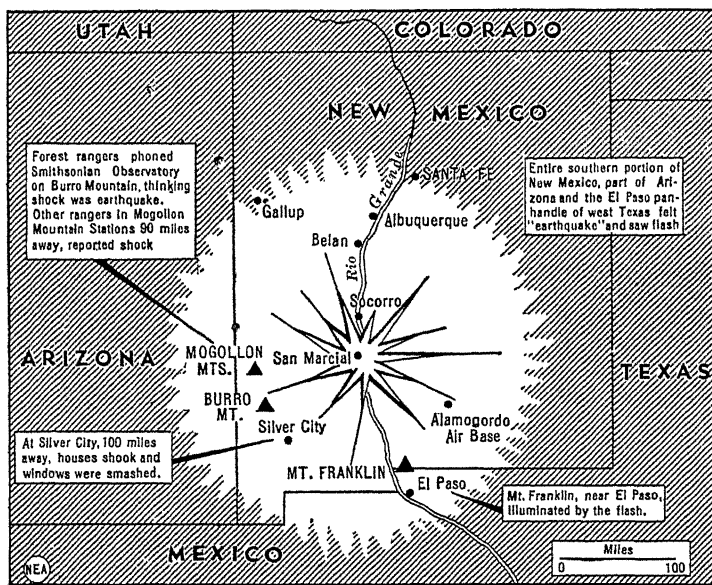 UTAH
COLORADO
NEW MEXICO
Forest rangers phoned
Smithsonian Observatory
on Burro Mountain, thinking
shock was earthquake.
Other rangers in Mogollon
Mountain Stations 90 miles
away, reported shock
Entire southern portion of
New Mexico, part of Ari-
zona and the El Paso pan-
handle of west Texas felt
"earthquake" and saw flash
SANTA FE
Gallup
Rio Grande
Albuquerque
Belan
Socorro
ARIZONA
MOGOLLON
MTS.
San Marcial
TEXAS
BURRO
MT.
Silver City
Alamogordo
Air Base
At Silver City, 100 miles
away, houses shook and
windows were smashed.
MT. FRANKLIN
El Paso
Mt. Franklin, near El Paso,
illuminated by the flash.
MEXICO
NEA
Miles
0 100